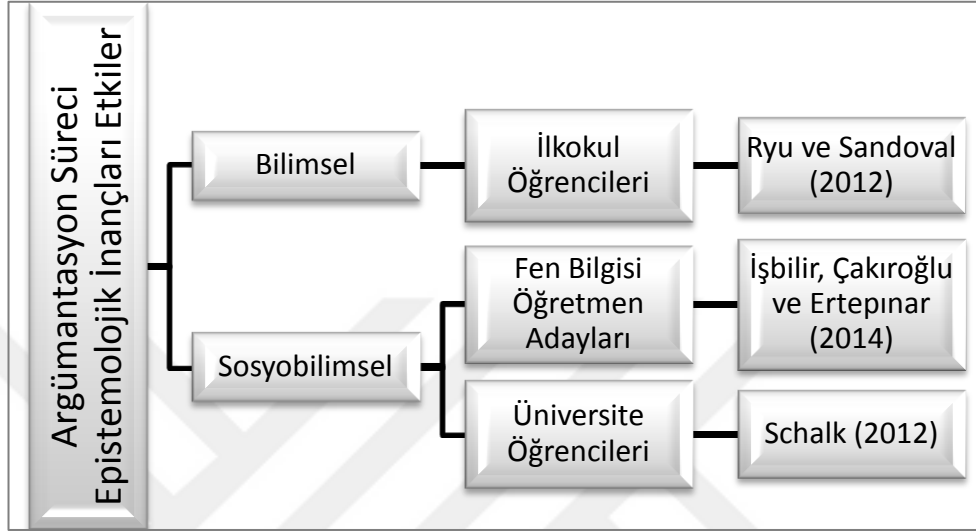 Argümantasyon Süreci
Epistemolojik İnançları Etkiler
Bilimsel
İlkokul
Öğrencileri
Ryu ve Sandoval
(2012)
Sosyobilimsel
Fen Bilgisi
Öğretmen
Adayları
İşbilir, Çakıroğlu
ve Ertepınar
(2014)
Üniversite
Öğrencileri
Schalk (2012)